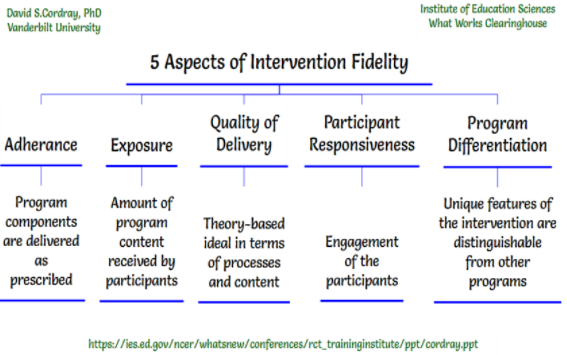 David S.Cordray, PhD
Vanderbilt University
Institute of Education Sciences
What Works Clearinghouse
5 Aspects of Intervention Fidelity
Adherance
Exposure
Quality of
Delivery
Participant
Responsiveness
Program
Differentiation
Program
components
are delivered
as
prescribed
Amount of
program
content
received by
participants
Theory-based
ideal in terms
of processes
and content
Engagement
of the
participants
Unique features of
the intervention are
distinguishable
from other
programs
https://ies.ed.gov/ncer/whatsnew/conferences/rct_traininginstitute/ppt/cordray.ppt